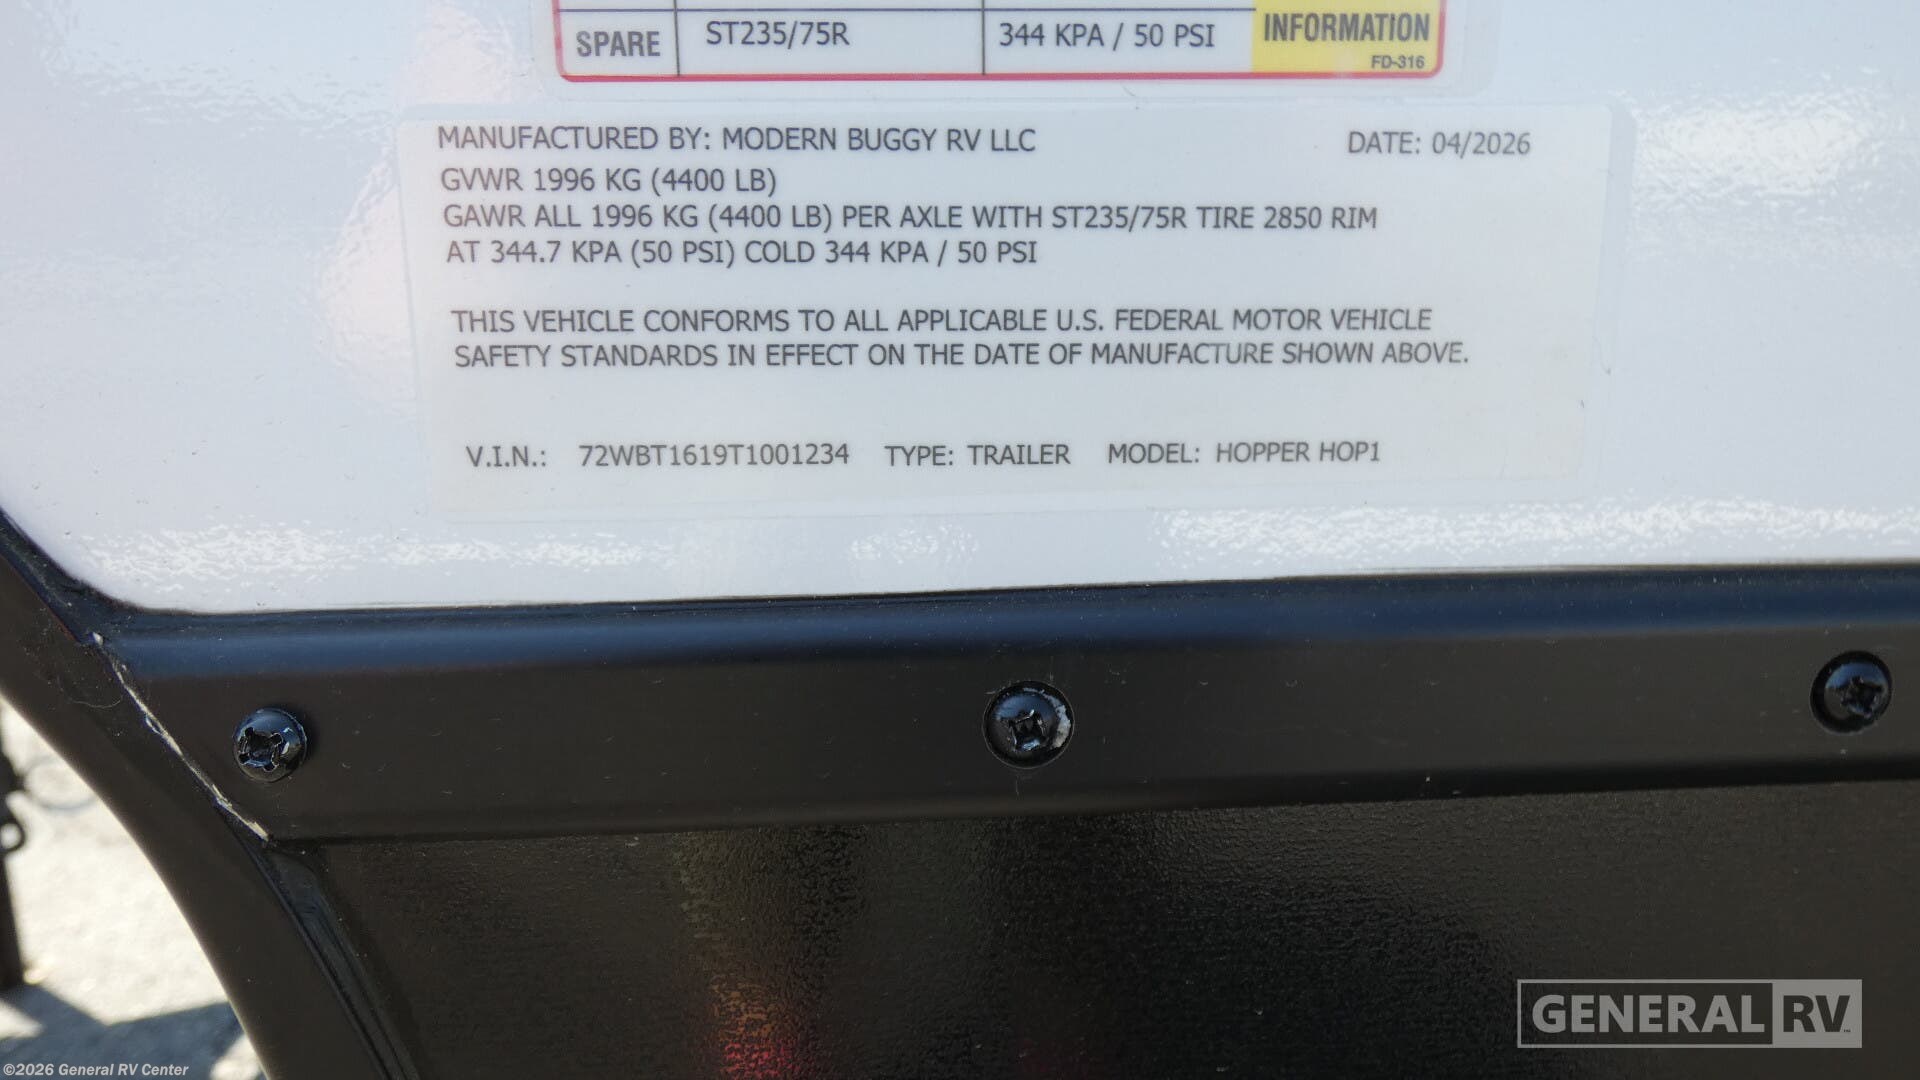 SPARE ST235/75R 344 KPA / 50 PSI INFORMATION
FD-316
MANUFACTURED BY: MODERN BUGGY RV LLC DATE: 04/2026
GVWR 1996 KG (4400 LB)
GAWR ALL 1996 KG (4400 LB) PER AXLE WITH ST235/75R TIRE 2850 RIM
AT 344.7 KPA (50 PSI) COLD 344 KPA / 50 PSI
THIS VEHICLE CONFORMS TO ALL APPLICABLE U.S. FEDERAL MOTOR VEHICLE
SAFETY STANDARDS IN EFFECT ON THE DATE OF MANUFACTURE SHOWN ABOVE.
V.I.N.: 72WBT1619T1001234 TYPE: TRAILER MODEL: HOPPER HOP1
GENERAL RV
©2026 General RV Center